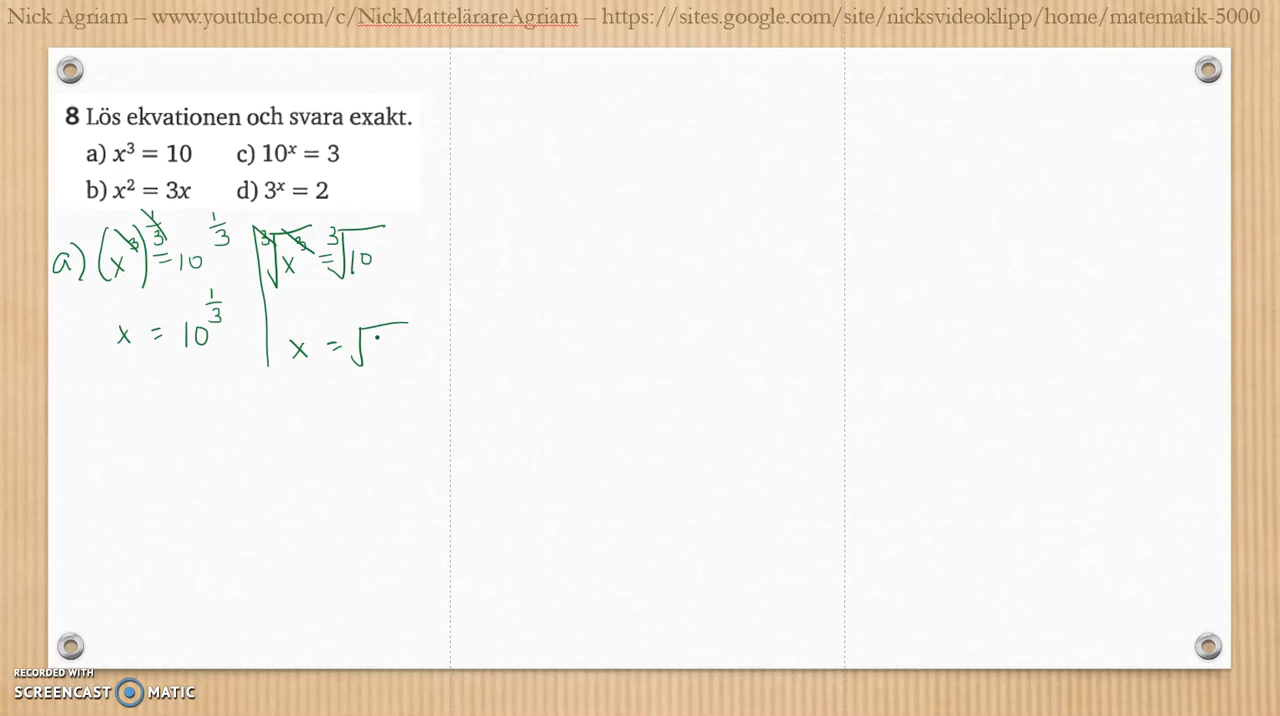 Nick Agriam – www.youtube.com/c/NickMattelärareAgriam – https://sites.google.com/site/nicksvideoklipp/home/matematik-5000
8 Lös ekvationen och svara exakt.
a) x³ = 10 c) 10ˣ = 3
b) x² = 3x d) 3ˣ = 2
a) (x³)^(1/3) = 10^(1/3) | ³√x³ = ³√10
x = 10^(1/3) | x = √
RECORDED WITH
SCREENCAST MATIC